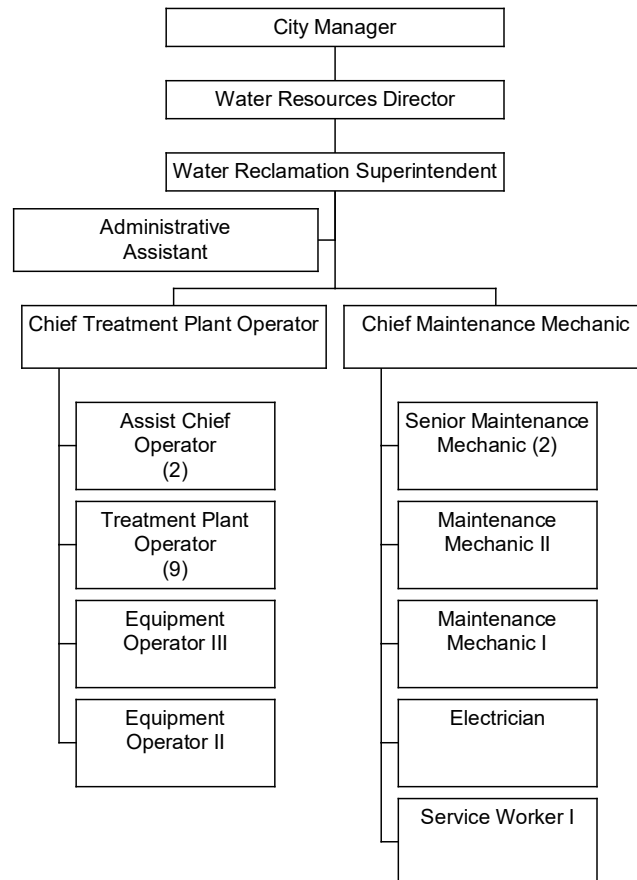 City Manager
Water Resources Director
Water Reclamation Superintendent
Administrative
Assistant
Chief Treatment Plant Operator
Chief Maintenance Mechanic
Assist Chief
Operator
(2)
Treatment Plant
Operator
(9)
Equipment
Operator III
Equipment
Operator II
Senior Maintenance
Mechanic (2)
Maintenance
Mechanic II
Maintenance
Mechanic I
Electrician
Service Worker I